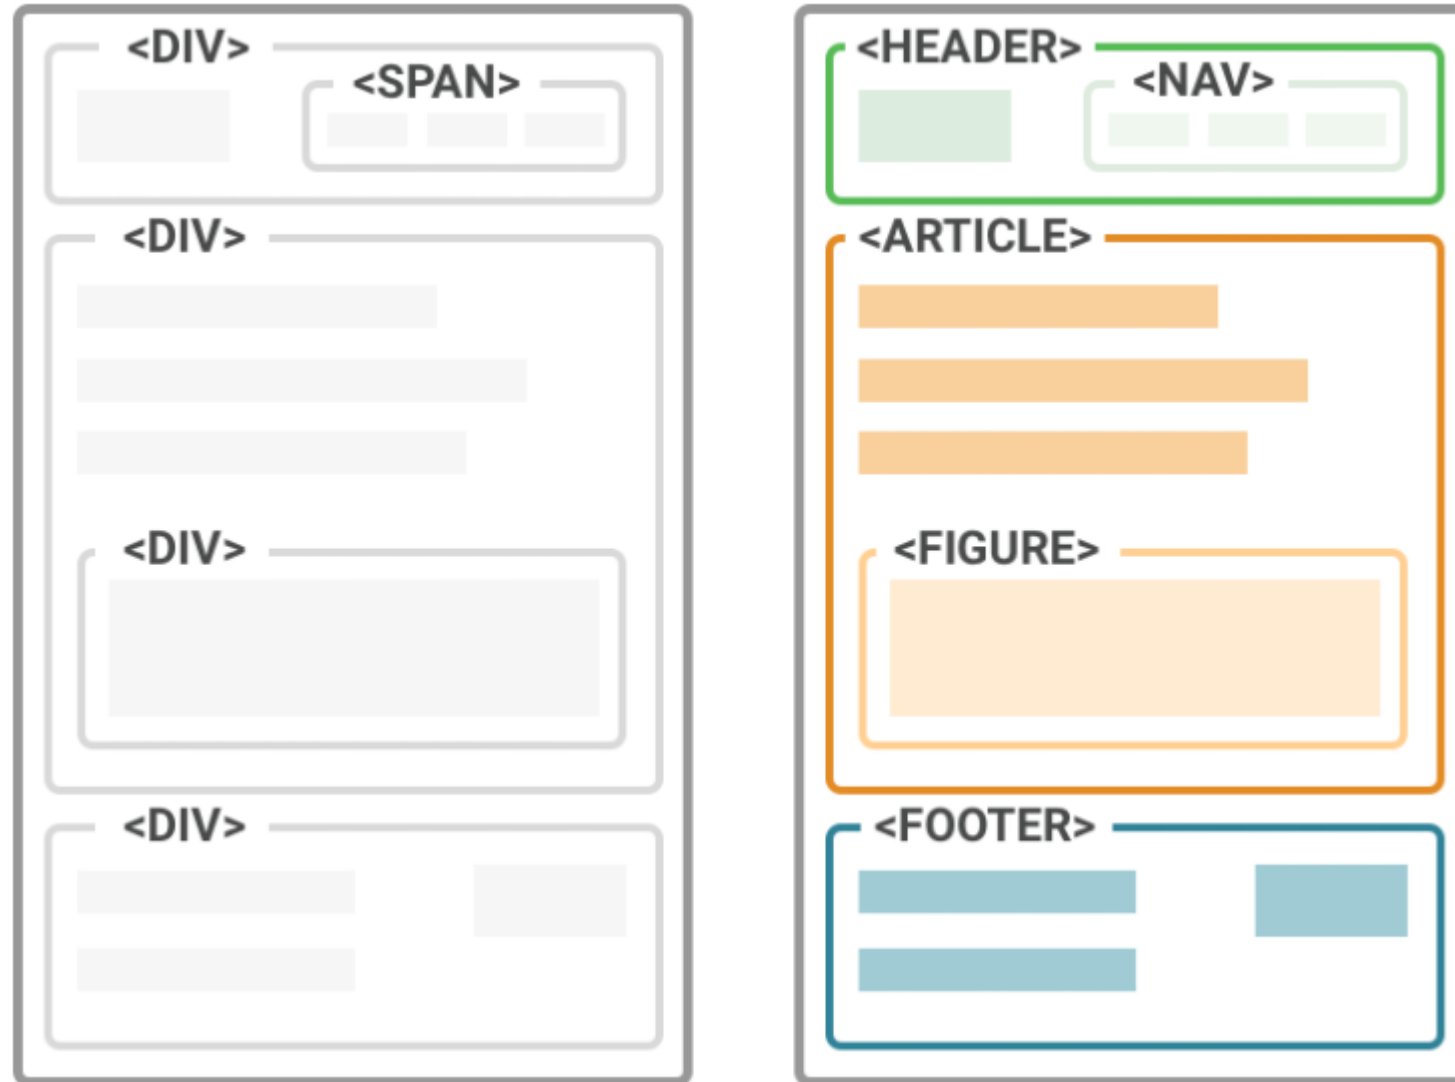 <DIV>
<SPAN>
<DIV>
<DIV>
<DIV>
<HEADER>
<NAV>
<ARTICLE>
<FIGURE>
<FOOTER>